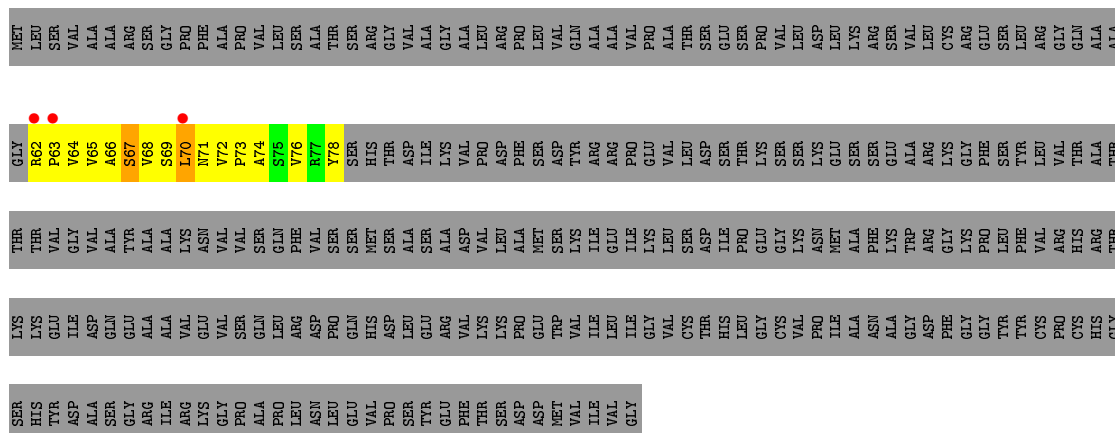 MET LEU SER VAL ALA ALA ARG SER GLY PRO PHE ALA PRO VAL LEU SER ALA THR SER ARG GLY VAL ALA GLY ALA LEU ARG PRO LEU VAL GLN ALA ALA VAL PRO ALA THR SER GLU SER PRO VAL LEU ASP LEU LYS ARG SER VAL LEU CYS ARG GLU SER LEU ARG GLY GLN ALA ALA
GLY R62 P63 V64 V65 A66 S67 V68 S69 L70 N71 V72 P73 A74 S75 V76 R77 Y78 SER HIS THR ASP ILE LYS VAL PRO ASP PHE SER ASP TYR ARG ARG PRO GLU VAL LEU ASP SER THR LYS SER SER LYS GLU SER SER GLU ALA ARG LYS GLY PHE SER TYR LEU VAL THR ALA THR
THR THR VAL GLY VAL ALA TYR ALA ALA LYS ASN VAL VAL SER GLN PHE VAL SER SER MET SER ALA SER ALA ASP VAL LEU ALA MET SER LYS ILE GLU ILE LYS LEU SER ASP ILE PRO GLU GLY LYS ASN MET ALA PHE LYS TRP ARG GLY LYS PRO LEU PHE VAL ARG HIS ARG THR
LYS LYS GLU ILE ASP GLN GLU ALA ALA VAL GLU VAL SER GLN LEU ARG ASP PRO GLN HIS ASP LEU GLU ARG VAL LYS LYS PRO GLU TRP VAL ILE LEU ILE GLY VAL CYS THR HIS LEU GLY CYS VAL PRO ILE ALA ASN ALA GLY ASP PHE GLY GLY TYR TYR CYS PRO CYS HIS GLY
SER HIS TYR ASP ALA SER GLY ARG ILE ARG LYS GLY PRO ALA PRO LEU ASN LEU GLU VAL PRO SER TYR GLU PHE THR SER ASP ASP MET VAL ILE VAL GLY